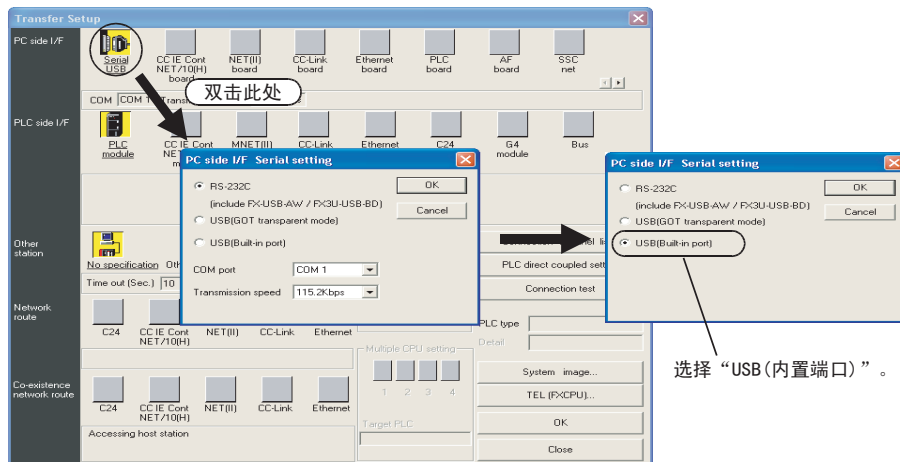 Transfer Setup
PC side I/F
Serial
USB
CC IE Cont
NET/10(H)
board
NET(II)
board
CC-Link
board
Ethernet
board
PLC
board
AF
board
SSC
net
双击此处
COM COM 1
PLC side I/F
PLC
module
CC IE Cont
MNET(II)
CC-Link
Ethernet
C24
G4
module
Bus
PC side I/F Serial setting
RS-232C
(include FX-USB-AW / FX3U-USB-BD)
USB(GOT transparent mode)
USB(Built-in port)
COM port
COM 1
Transmission speed
115.2Kbps
OK
Cancel
PC side I/F Serial setting
RS-232C
(include FX-USB-AW / FX3U-USB-BD)
USB(GOT transparent mode)
USB(Built-in port)
OK
Cancel
选择“USB(内置端口)”。
Other
station
No specification
Time out (Sec.) 10
PLC direct coupled sett
Connection test
PLC type
Detail
Network
route
C24
CC IE Cont
NET/10(H)
NET(II)
CC-Link
Ethernet
Multiple CPU setting
1 2 3 4
Target PLC
System image...
TEL (FXCPU)...
OK
Close
Co-existence
network route
C24
CC IE Cont
NET/10(H)
NET(II)
CC-Link
Ethernet
Accessing host station